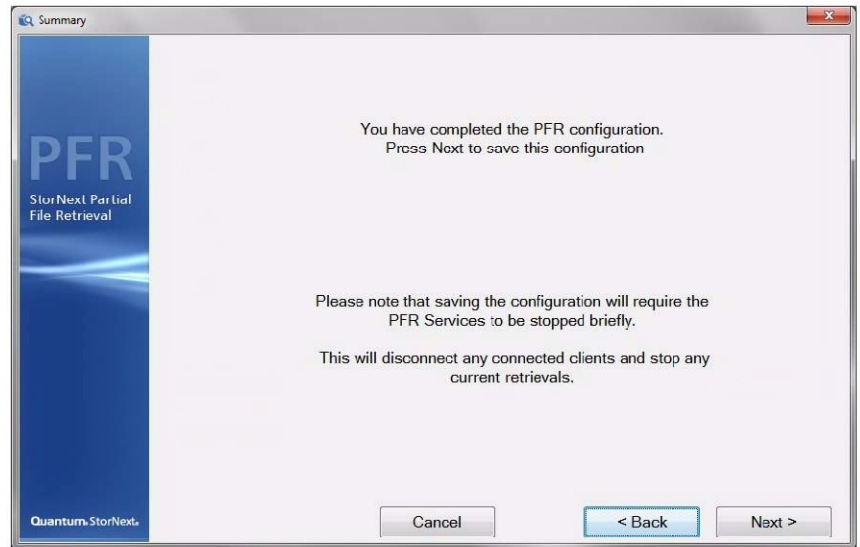 Summary
PFR
StorNext Partial
File Retrieval
You have completed the PFR configuration.
Press Next to save this configuration
Please note that saving the configuration will require the
PFR Services to be stopped briefly.
This will disconnect any connected clients and stop any
current retrievals.
Quantum. StorNext.
Cancel
< Back
Next >